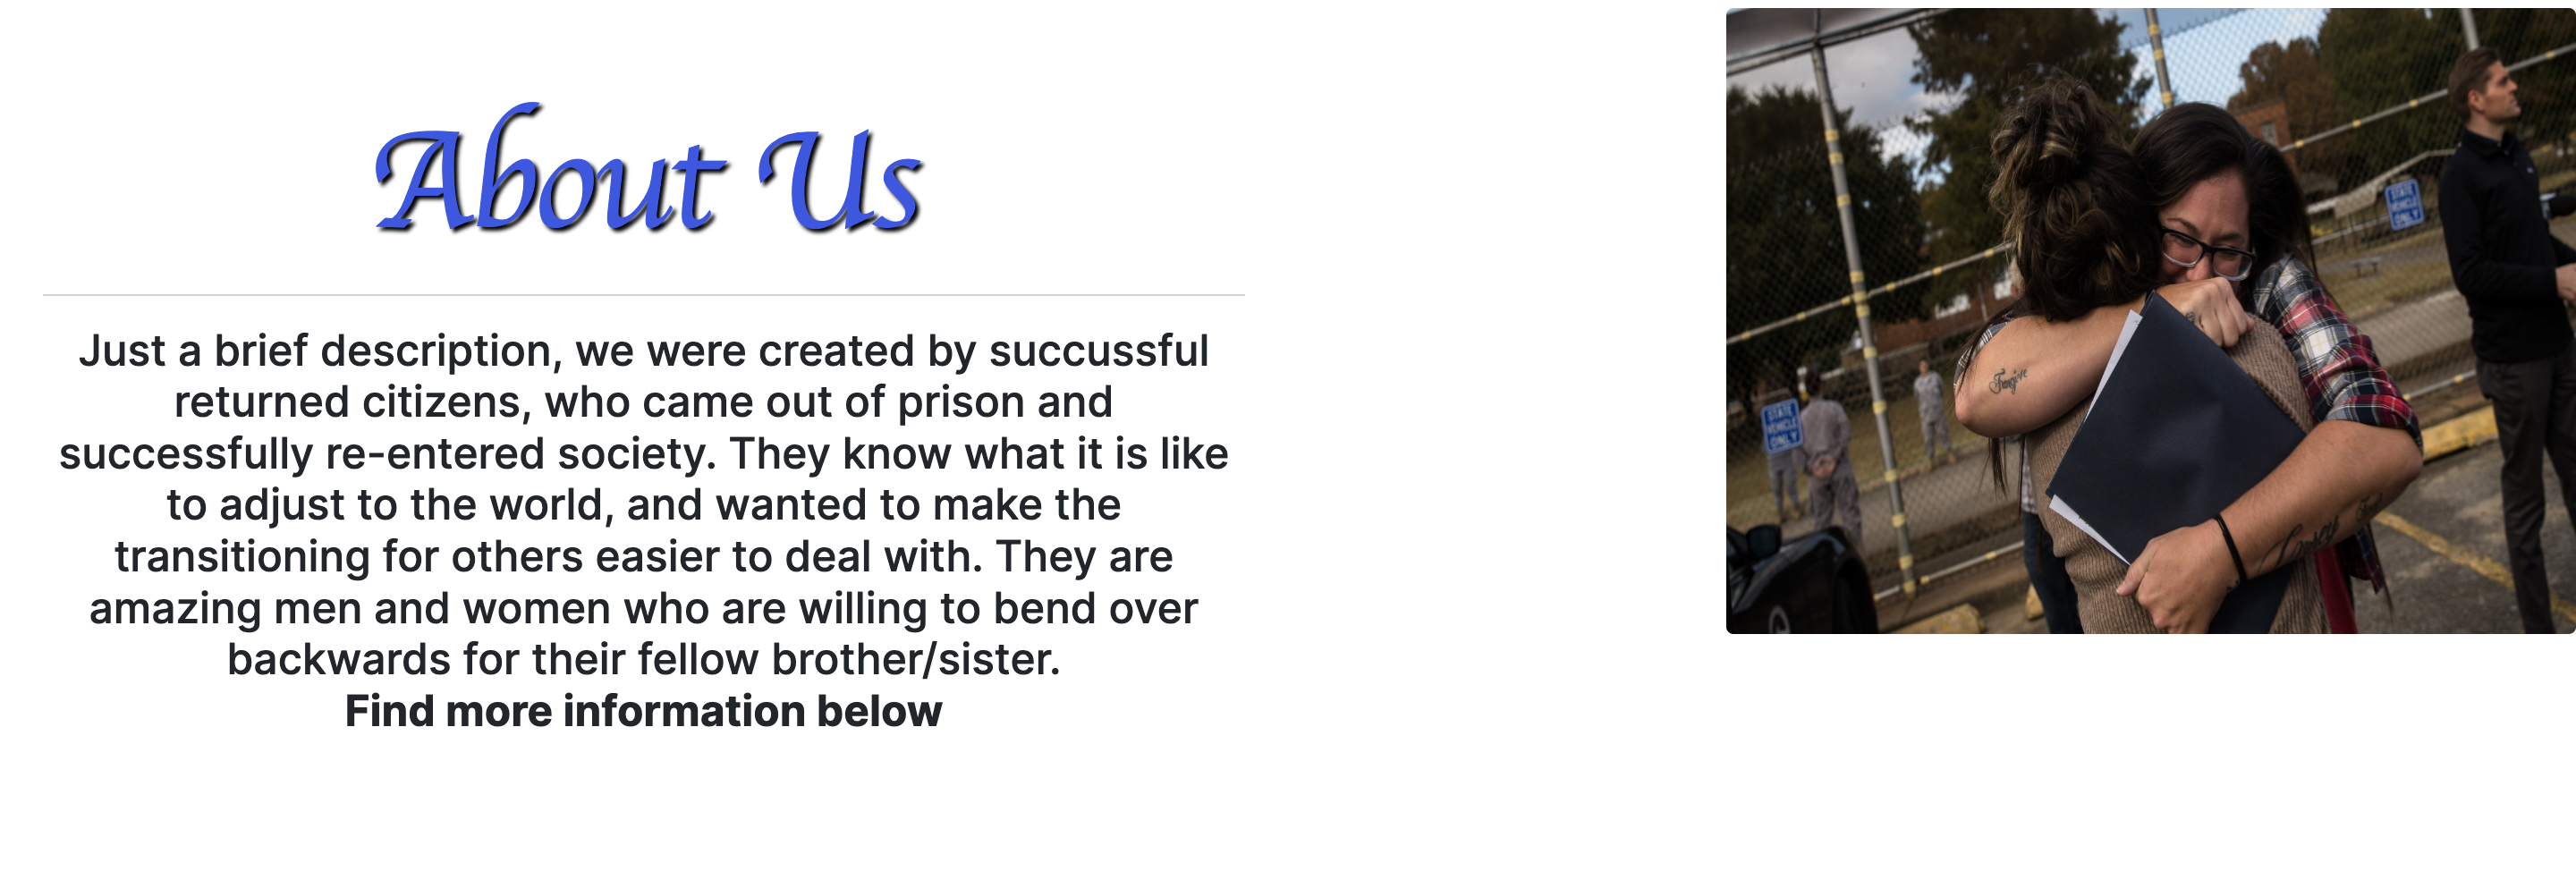 About Us
Just a brief description, we were created by succussful
returned citizens, who came out of prison and
successfully re-entered society. They know what it is like
to adjust to the world, and wanted to make the
transitioning for others easier to deal with. They are
amazing men and women who are willing to bend over
backwards for their fellow brother/sister.
Find more information below
STATE
VEHICLE
ONLY
STATE
VEHICLE
ONLY
Forgive